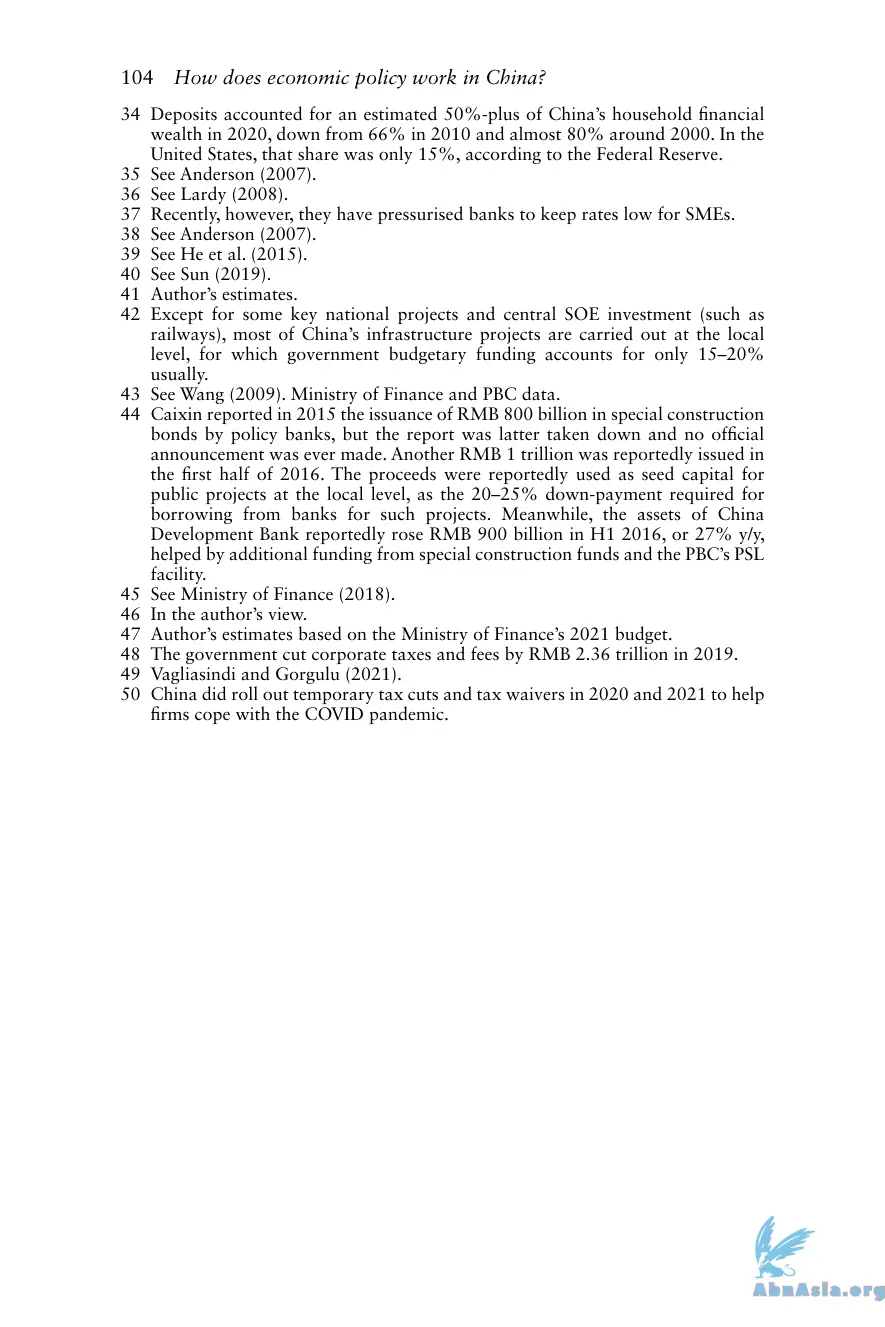 104 How does economic policy work in China?
34 Deposits accounted for an estimated 50%-plus of China’s household financial
wealth in 2020, down from 66% in 2010 and almost 80% around 2000. In the
United States, that share was only 15%, according to the Federal Reserve.
35 See Anderson (2007).
36 See Lardy (2008).
37 Recently, however, they have pressurised banks to keep rates low for SMEs.
38 See Anderson (2007).
39 See He et al. (2015).
40 See Sun (2019).
41 Author’s estimates.
42 Except for some key national projects and central SOE investment (such as
railways), most of China’s infrastructure projects are carried out at the local
level, for which government budgetary funding accounts for only 15–20%
usually.
43 See Wang (2009). Ministry of Finance and PBC data.
44 Caixin reported in 2015 the issuance of RMB 800 billion in special construction
bonds by policy banks, but the report was latter taken down and no official
announcement was ever made. Another RMB 1 trillion was reportedly issued in
the first half of 2016. The proceeds were reportedly used as seed capital for
public projects at the local level, as the 20–25% down-payment required for
borrowing from banks for such projects. Meanwhile, the assets of China
Development Bank reportedly rose RMB 900 billion in H1 2016, or 27% y/y,
helped by additional funding from special construction funds and the PBC’s PSL
facility.
45 See Ministry of Finance (2018).
46 In the author’s view.
47 Author’s estimates based on the Ministry of Finance’s 2021 budget.
48 The government cut corporate taxes and fees by RMB 2.36 trillion in 2019.
49 Vagliasindi and Gorgulu (2021).
50 China did roll out temporary tax cuts and tax waivers in 2020 and 2021 to help
firms cope with the COVID pandemic.
AbnAsia.org